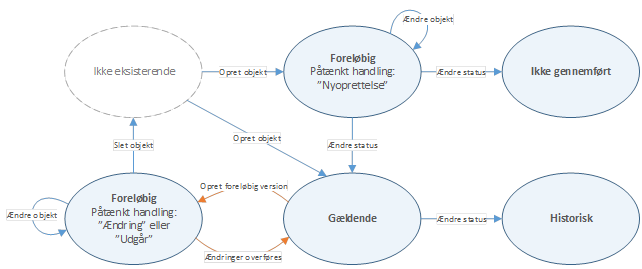 Ændre objekt
Foreløbig
Påtænkt handling:
"Nyoprettelse"
Ikke eksisterende
Opret objekt
Ændre status
Ikke gennemført
Opret objekt
Slet objekt
Ændre status
Opret foreløbig version
Foreløbig
Påtænkt handling:
"Ændring" eller
"Udgår"
Ændre objekt
Gældende
Ændre status
Historisk
Ændringer overføres